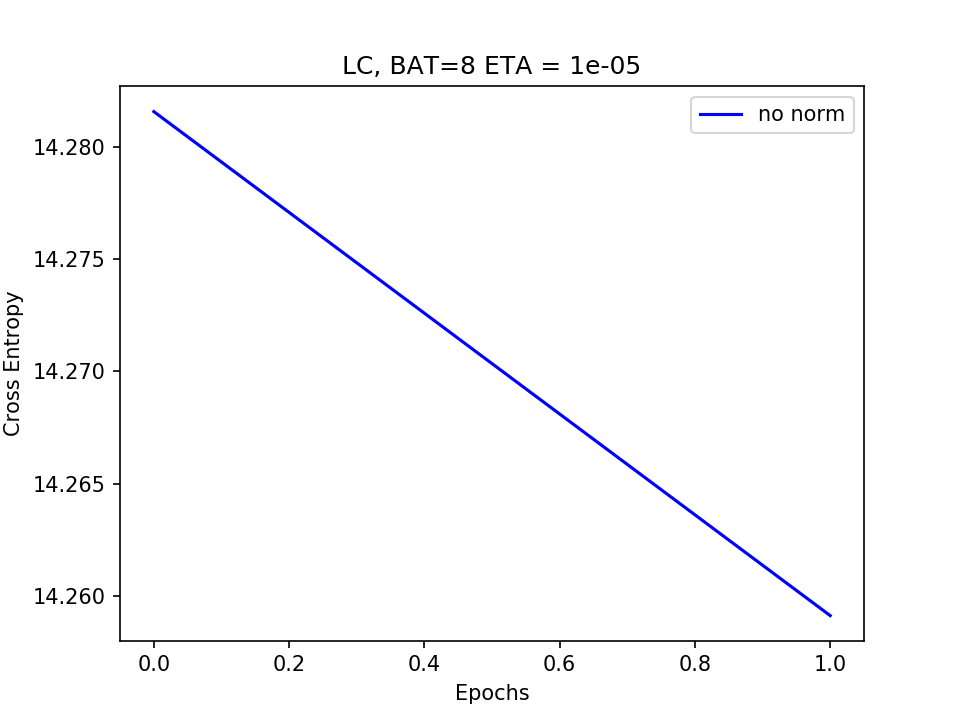 LC, BAT=8 ETA = 1e-05
no norm
14.280
14.275
14.270
14.265
14.260
Cross Entropy
0.0 0.2 0.4 0.6 0.8 1.0
Epochs